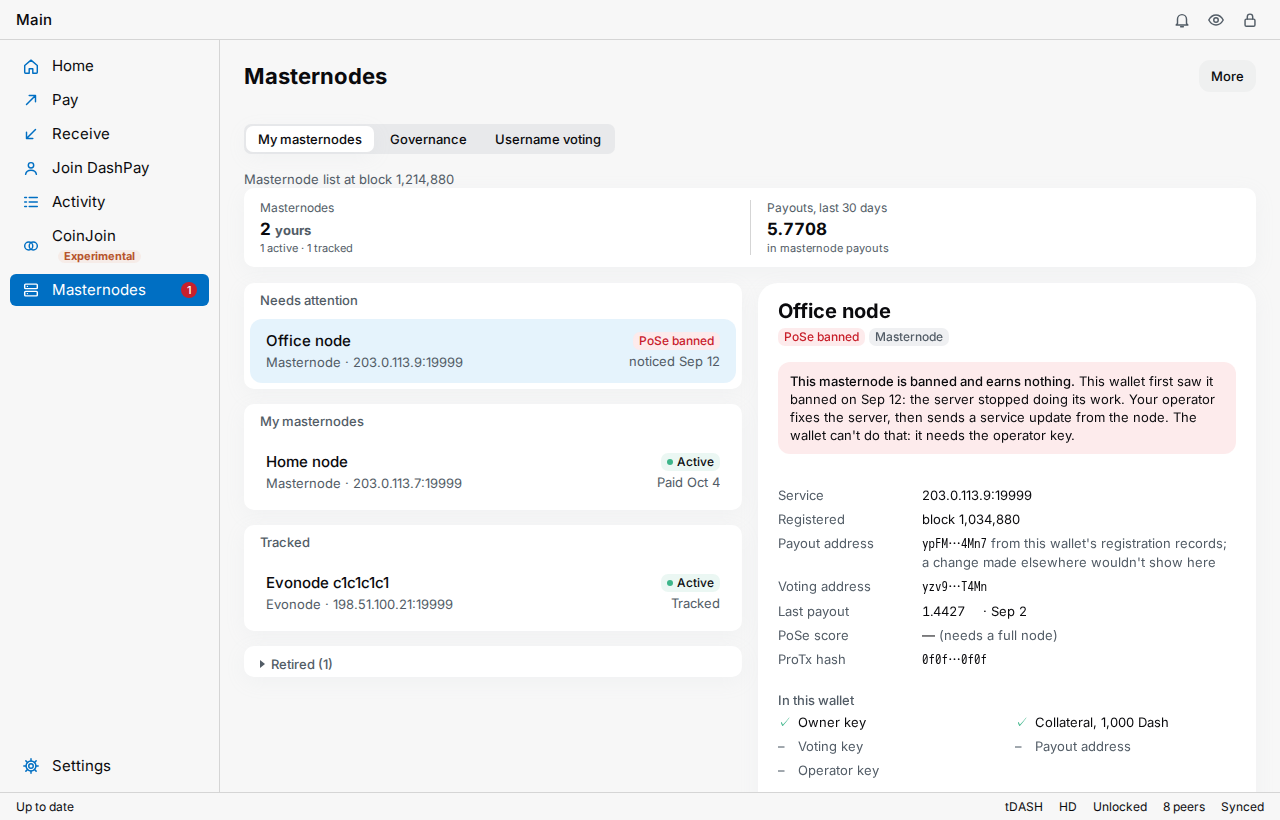 Main
Home
Pay
Receive
Join DashPay
Activity
CoinJoin
Experimental
Masternodes
1
Settings
Masternodes
More
My masternodes
Governance
Username voting
Masternode list at block 1,214,880
Masternodes
2 yours
1 active · 1 tracked
Payouts, last 30 days
5.7708
in masternode payouts
Needs attention
Office node
PoSe banned
Masternode · 203.0.113.9:19999
noticed Sep 12
My masternodes
Home node
Active
Masternode · 203.0.113.7:19999
Paid Oct 4
Tracked
Evonode c1c1c1c1
Active
Evonode · 198.51.100.21:19999
Tracked
Retired (1)
Office node
PoSe banned
Masternode
This masternode is banned and earns nothing. This wallet first saw it
banned on Sep 12: the server stopped doing its work. Your operator
fixes the server, then sends a service update from the node. The
wallet can't do that: it needs the operator key.
Service
203.0.113.9:19999
Registered
block 1,034,880
Payout address
ypFM···4Mn7 from this wallet's registration records;
a change made elsewhere wouldn't show here
Voting address
yzv9···T4Mn
Last payout
1.4427 · Sep 2
PoSe score
— (needs a full node)
ProTx hash
0f0f···0f0f
In this wallet
✓ Owner key
✓ Collateral, 1,000 Dash
– Voting key
– Payout address
– Operator key
Up to date
tDASH
HD
Unlocked
8 peers
Synced